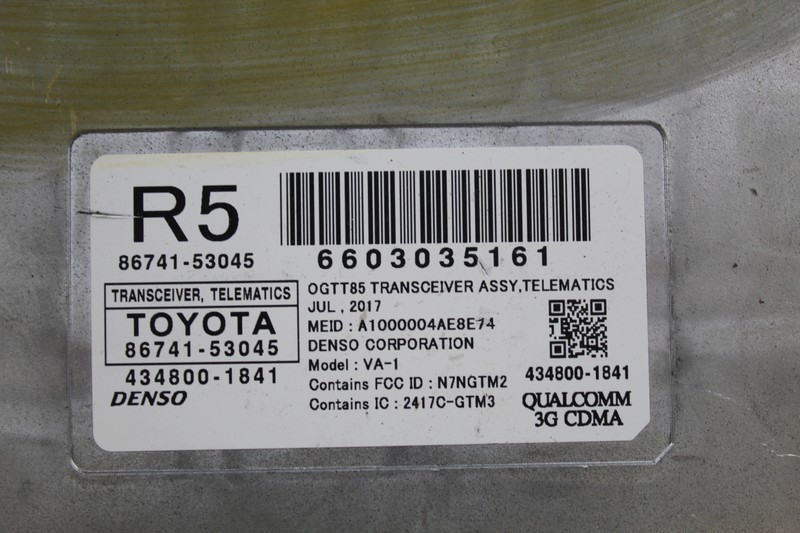 R5
86741-53045
TRANSCEIVER, TELEMATICS
TOYOTA
86741-53045
434800-1841
DENSO
6603035161
OGTT85 TRANSCEIVER ASSY,TELEMATICS
JUL , 2017
MEID : A1000004AE8E74
DENSO CORPORATION
Model : VA-1
Contains FCC ID : N7NGTM2
Contains IC : 2417C-GTM3
434800-1841
QUALCOMM
3G CDMA